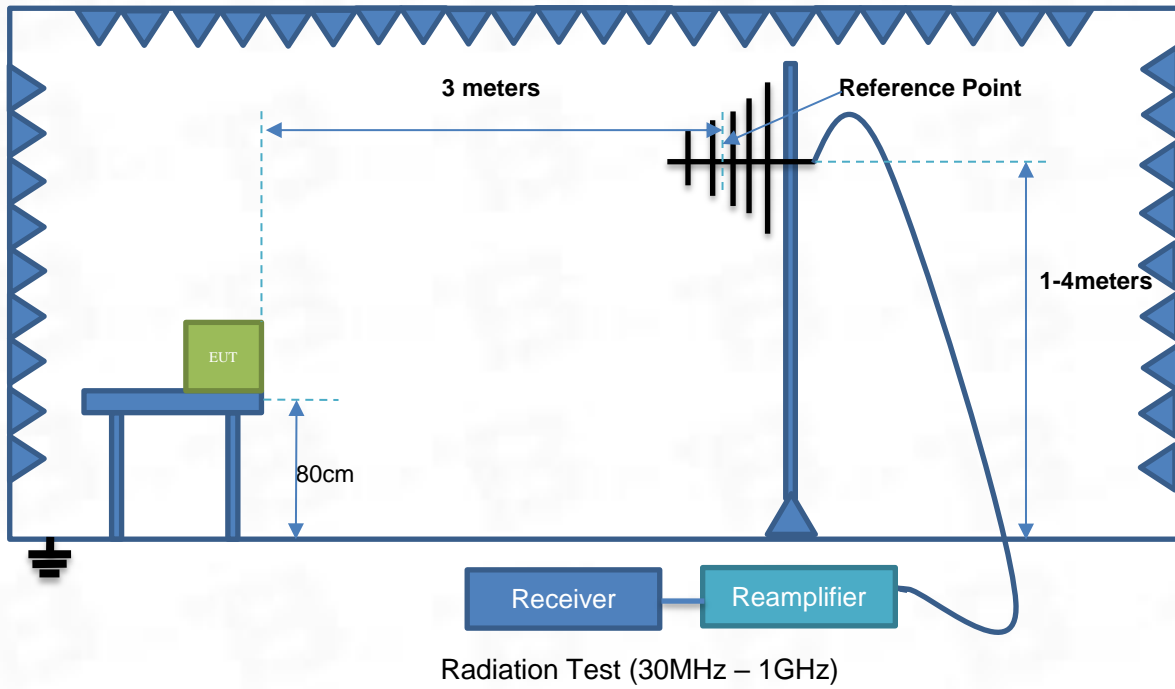 3 meters
Reference Point
1-4meters
EUT
80cm
Receiver
Reamplifier
Radiation Test (30MHz – 1GHz)